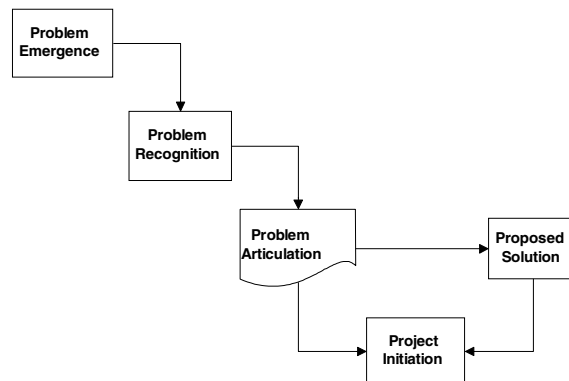 Problem
Emergence
Problem
Recognition
Problem
Articulation
Proposed
Solution
Project
Initiation